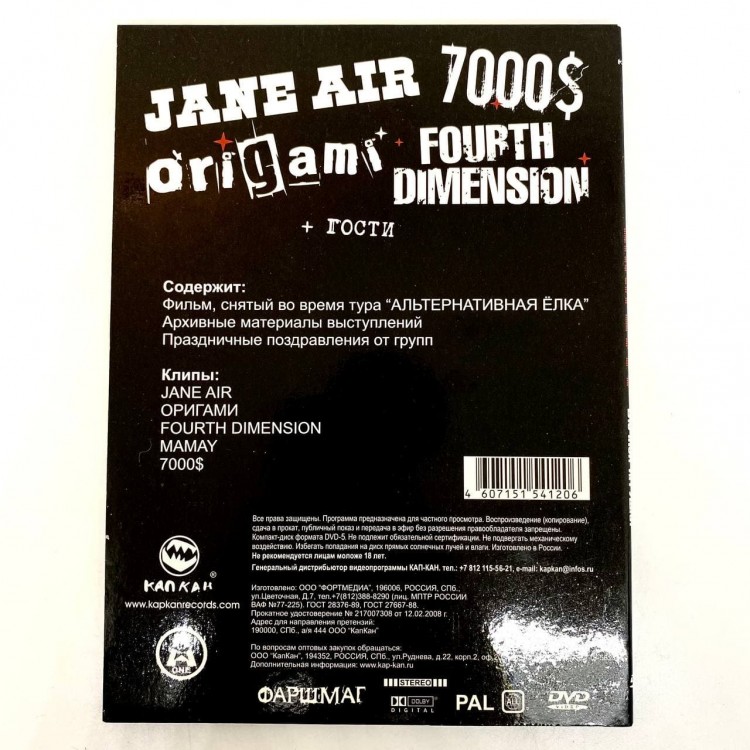 JANE AIR 7000$
origami FOURTH
DIMENSION
+ ГОСТИ
Содержит:
Фильм, снятый во время тура “АЛЬТЕРНАТИВНАЯ ЁЛКА”
Архивные материалы выступлений
Праздничные поздравления от групп
Клипы:
JANE AIR
ОРИГАМИ
FOURTH DIMENSION
MAMAY
7000$
4 607151 541206
Все права защищены. Программа предназначена для частного просмотра. Воспроизведение (копирование),
сдача в прокат, публичный показ и передача в эфир без разрешения правообладателя запрещены.
Компакт-диск формата DVD-5. Не подлежит обязательной сертификации. Не подвергать механическому
воздействию. Избегать попадания на диск прямых солнечных лучей и влаги. Изготовлено в России.
Не рекомендуется лицам моложе 18 лет.
Генеральный дистрибьютор видеопрограммы КАП-КАН. тел.: +7 812 115-56-21, e-mail: kapkan@infos.ru
КАПКАН®
www.kapkanrecords.com
Изготовлено: ООО "ФОРТМЕДИА", 196006, РОССИЯ, СПб.,
ул.Цветочная, Д.7, тел.+7(812)388-8290 (лиц. МПТР РОССИИ
ВАФ №77-225). ГОСТ 28376-89, ГОСТ 27667-88.
Прокатное удостоверение № 217007308 от 12.02.2008 г.
Адрес для направления претензий:
190000, СПб., а/я 444 ООО "КапКан"
По вопросам оптовых закупок обращаться:
ООО "КапКан", 194352, РОССИЯ, СПб., ул.Руднева, д.22, корп.2, оф.
Дополнительная информация: www.kap-kan.ru
ONE
ФАРШМАГ
STEREO
DOLBY
DIGITAL
PAL
ALL
DVD